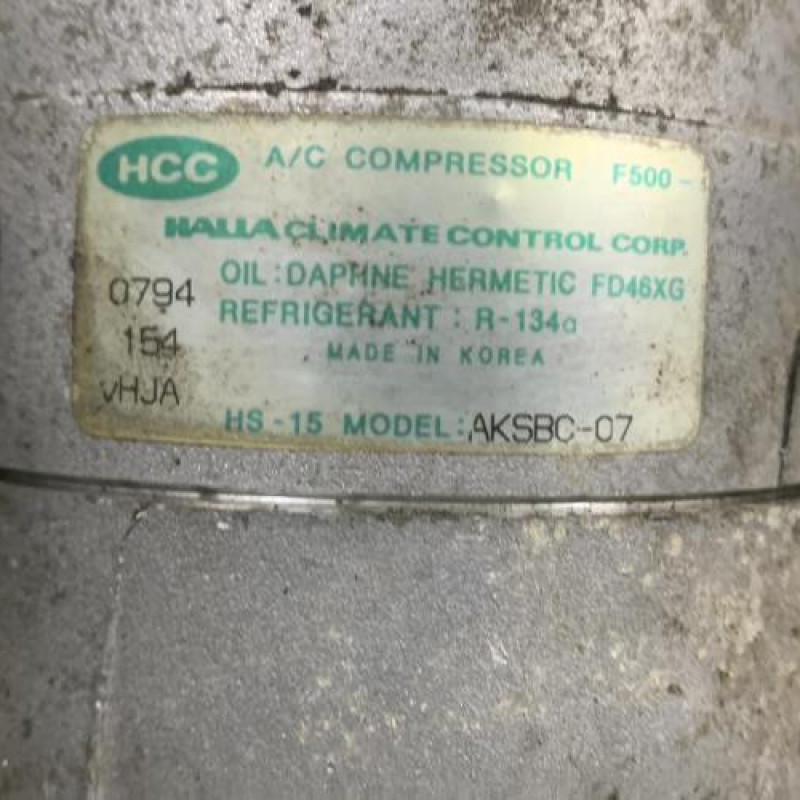 HCC A/C COMPRESSOR F500-
HALLA CLIMATE CONTROL CORP.
OIL : DAPHNE HERMETIC FD46XG
0794
REFRIGERANT : R-134a
154
MADE IN KOREA
vHJA
HS-15 MODEL: AKSBC-07